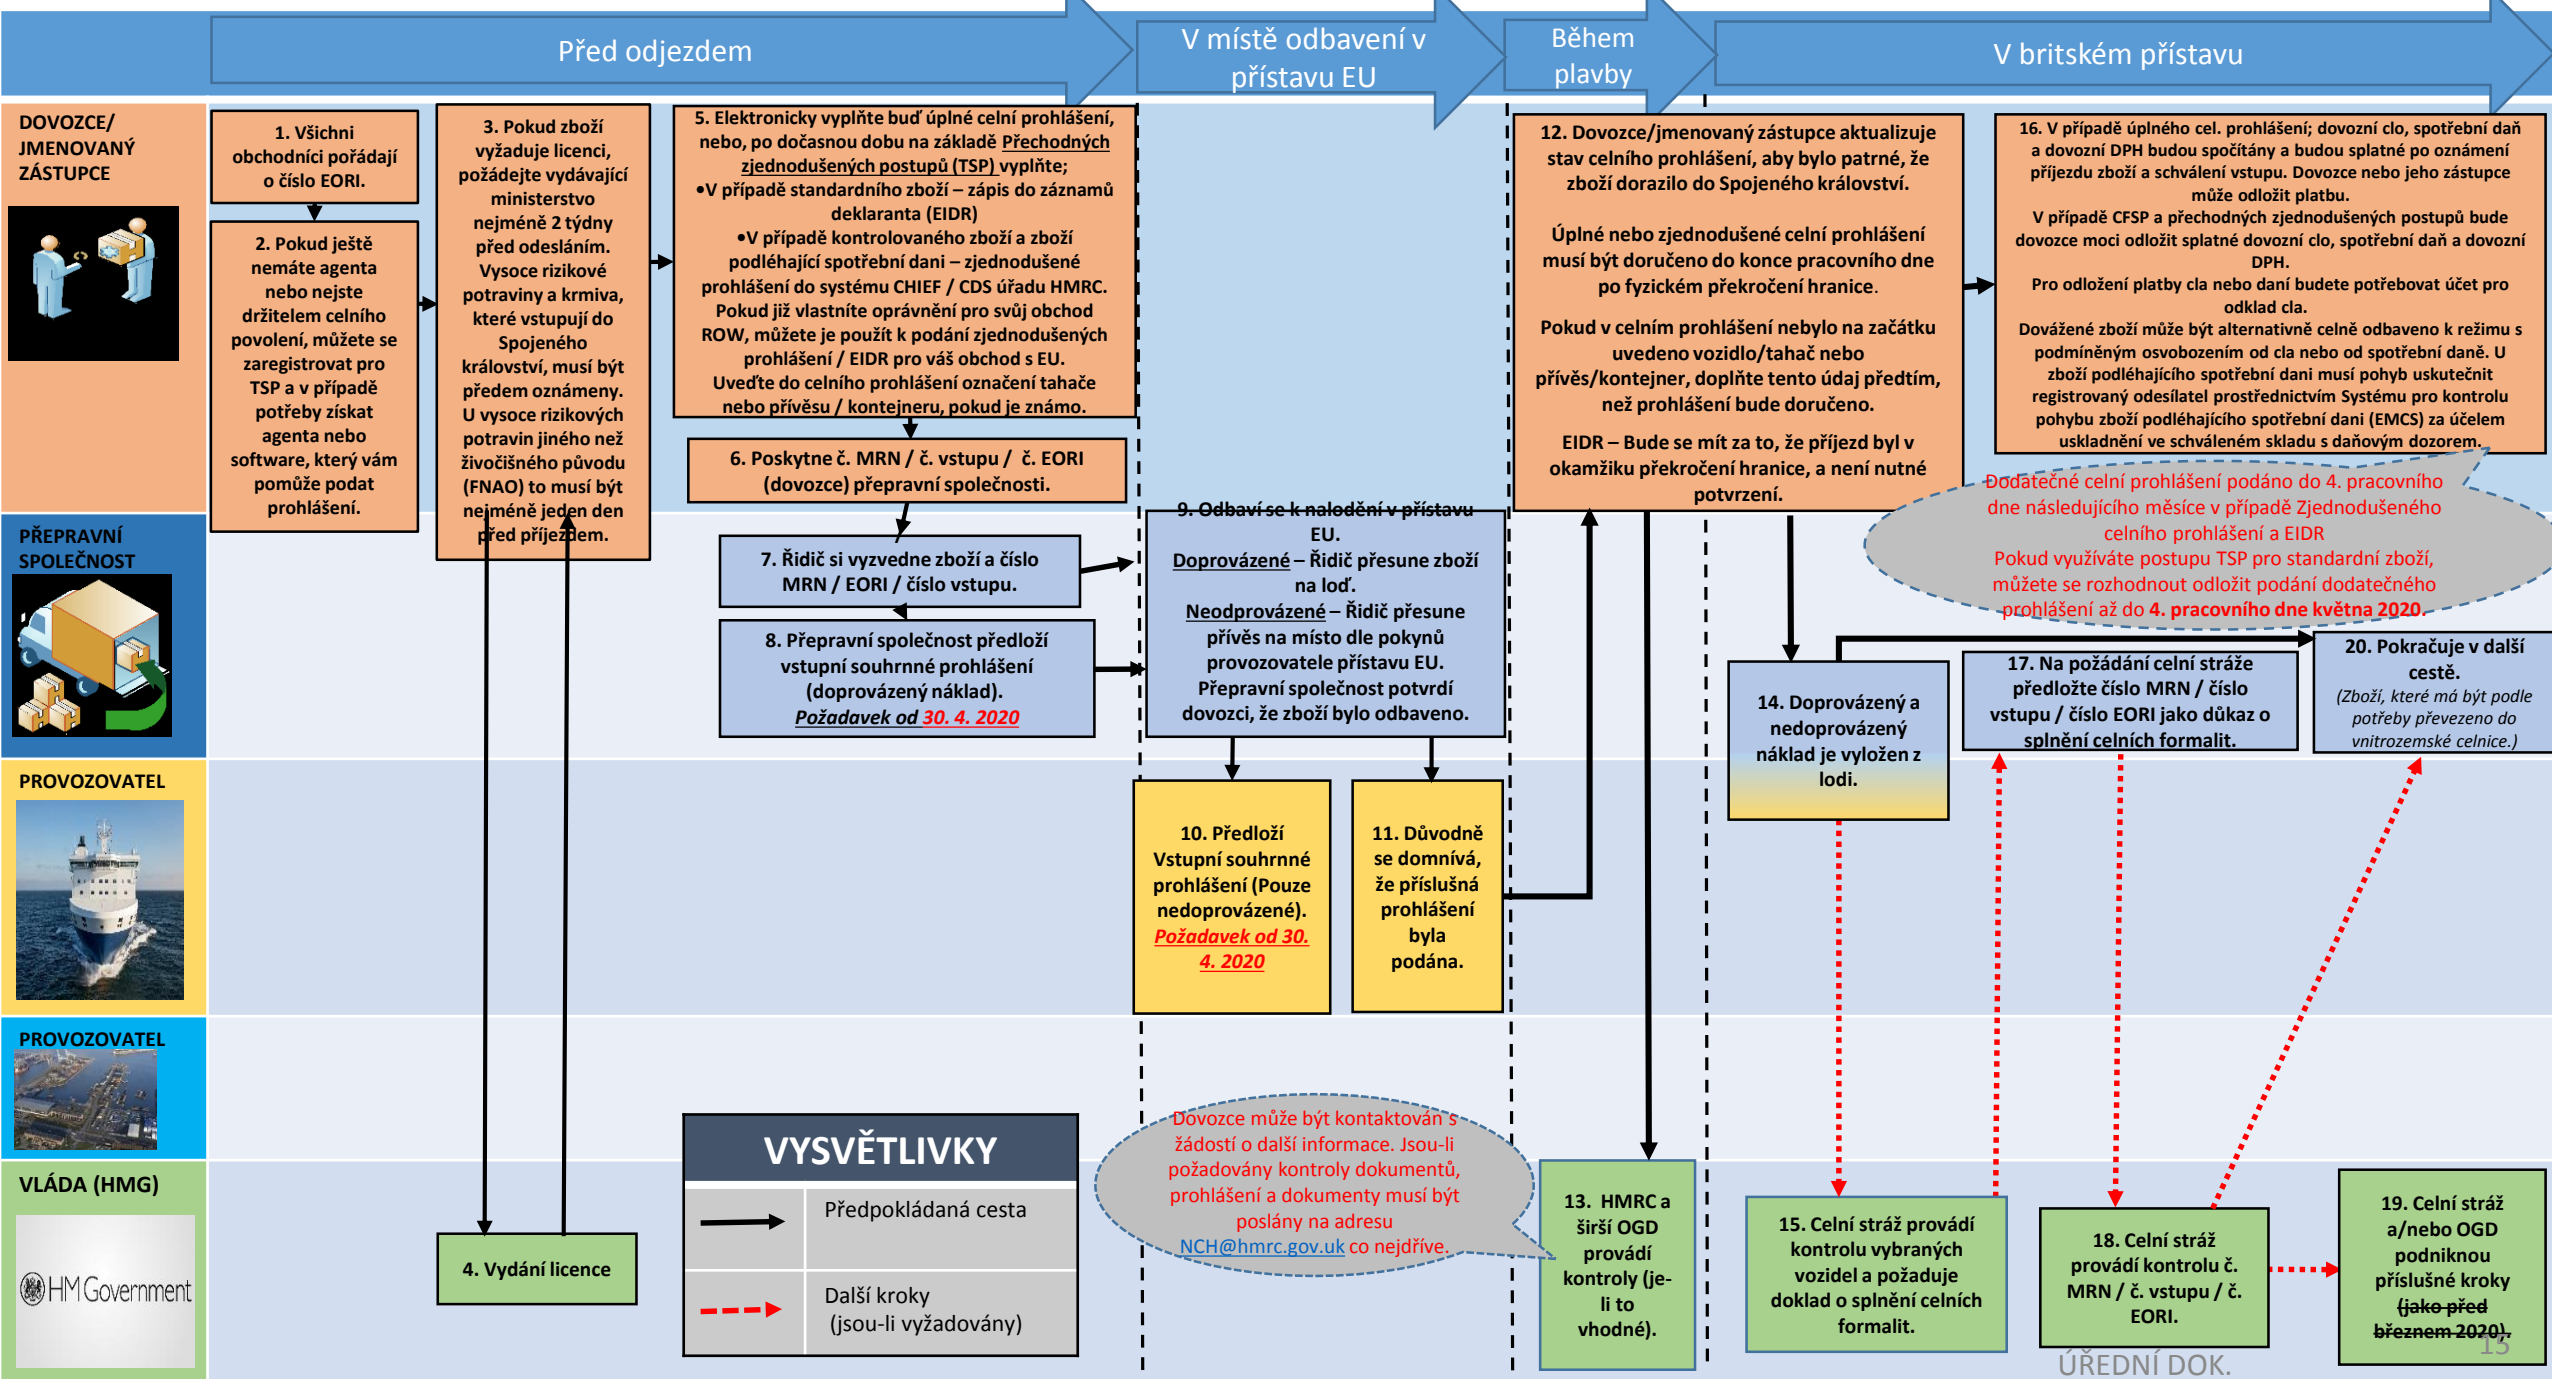 Před odjezdem
V místě odbavení v
přístavu EU
Během
plavby
V britském přístavu
DOVOZCE/
JMENOVANÝ
ZÁSTUPCE
1. Všichni
obchodníci pořádají
o číslo EORI.
2. Pokud ještě
nemáte agenta
nebo nejste
držitelem celního
povolení, můžete se
zaregistrovat pro
TSP a v případě
potřeby získat
agenta nebo
software, který vám
pomůže podat
prohlášení.
3. Pokud zboží
vyžaduje licenci,
požádejte vydávající
ministerstvo
nejméně 2 týdny
před odesláním.
Vysoce rizikové
potraviny a krmiva,
které vstupují do
Spojeného
království, musí být
předem oznámeny.
U vysoce rizikových
potravin jiného než
živočišného původu
(FNAO) to musí být
nejméně jeden den
před příjezdem.
5. Elektronicky vyplňte buď úplné celní prohlášení,
nebo, po dočasnou dobu na základě Přechodných
zjednodušených postupů (TSP) vyplňte;
•V případě standardního zboží – zápis do záznamů
deklaranta (EIDR)
•V případě kontrolovaného zboží a zboží
podléhající spotřební dani – zjednodušené
prohlášení do systému CHIEF / CDS úřadu HMRC.
Pokud již vlastníte oprávnění pro svůj obchod
ROW, můžete je použít k podání zjednodušených
prohlášení / EIDR pro váš obchod s EU.
Uveďte do celního prohlášení označení tahače
nebo přívěsu / kontejneru, pokud je známo.
6. Poskytne č. MRN / č. vstupu / č. EORI
(dovozce) přepravní společnosti.
12. Dovozce/jmenovaný zástupce aktualizuje
stav celního prohlášení, aby bylo patrné, že
zboží dorazilo do Spojeného království.
Úplné nebo zjednodušené celní prohlášení
musí být doručeno do konce pracovního dne
po fyzickém překročení hranice.
Pokud v celním prohlášení nebylo na začátku
uvedeno vozidlo/tahač nebo
přívěs/kontejner, doplňte tento údaj předtím,
než prohlášení bude doručeno.
EIDR – Bude se mít za to, že příjezd byl v
okamžiku překročení hranice, a není nutné
potvrzení.
16. V případě úplného cel. prohlášení; dovozní clo, spotřební daň
a dovozní DPH budou spočítány a budou splatné po oznámení
příjezdu zboží a schválení vstupu. Dovozce nebo jeho zástupce
může odložit platbu.
V případě CFSP a přechodných zjednodušených postupů bude
dovozce moci odložit splatné dovozní clo, spotřební daň a dovozní
DPH.
Pro odložení platby cla nebo daní budete potřebovat účet pro
odklad cla.
Dovážené zboží může být alternativně celně odbaveno k režimu s
podmíněným osvobozením od cla nebo od spotřební daně. U
zboží podléhajícího spotřební dani musí pohyb uskutečnit
registrovaný odesílatel prostřednictvím Systému pro kontrolu
pohybu zboží podléhajícího spotřební dani (EMCS) za účelem
uskladnění ve schváleném skladu s daňovým dozorem.
Dodatečné celní prohlášení podáno do 4. pracovního
dne následujícího měsíce v případě Zjednodušeného
celního prohlášení a EIDR
Pokud využíváte postupu TSP pro standardní zboží,
můžete se rozhodnout odložit podání dodatečného
prohlášení až do 4. pracovního dne května 2020.
PŘEPRAVNÍ
SPOLEČNOST
7. Řidič si vyzvedne zboží a číslo
MRN / EORI / číslo vstupu.
8. Přepravní společnost předloží
vstupní souhrnné prohlášení
(doprovázený náklad).
Požadavek od 30. 4. 2020
9. Odbaví se k nalodění v přístavu
EU.
Doprovázené – Řidič přesune zboží
na loď.
Neodprovázené – Řidič přesune
přívěs na místo dle pokynů
provozovatele přístavu EU.
Přepravní společnost potvrdí
dovozci, že zboží bylo odbaveno.
14. Doprovázený a
nedoprovázený
náklad je vyložen z
lodi.
17. Na požádání celní stráže
předložte číslo MRN / číslo
vstupu / číslo EORI jako důkaz o
splnění celních formalit.
20. Pokračuje v další
cestě.
(Zboží, které má být podle
potřeby převezeno do
vnitrozemské celnice.)
PROVOZOVATEL
10. Předloží
Vstupní souhrnné
prohlášení (Pouze
nedoprovázené).
Požadavek od 30.
4. 2020
11. Důvodně
se domnívá,
že příslušná
prohlášení
byla
podána.
PROVOZOVATEL
VLÁDA (HMG)
HM Government
4. Vydání licence
VYSVĚTLIVKY
Předpokládaná cesta
Další kroky
(jsou-li vyžadovány)
Dovozce může být kontaktován s
žádostí o další informace. Jsou-li
požadovány kontroly dokumentů,
prohlášení a dokumenty musí být
poslány na adresu
NCH@hmrc.gov.uk co nejdříve.
13. HMRC a
širší OGD
provádí
kontroly (je-
li to
vhodné).
15. Celní stráž provádí
kontrolu vybraných
vozidel a požaduje
doklad o splnění celních
formalit.
18. Celní stráž
provádí kontrolu č.
MRN / č. vstupu / č.
EORI.
19. Celní stráž
a/nebo OGD
podniknou
příslušné kroky
(jako před
březnem 2020).
15
ÚŘEDNÍ DOK.